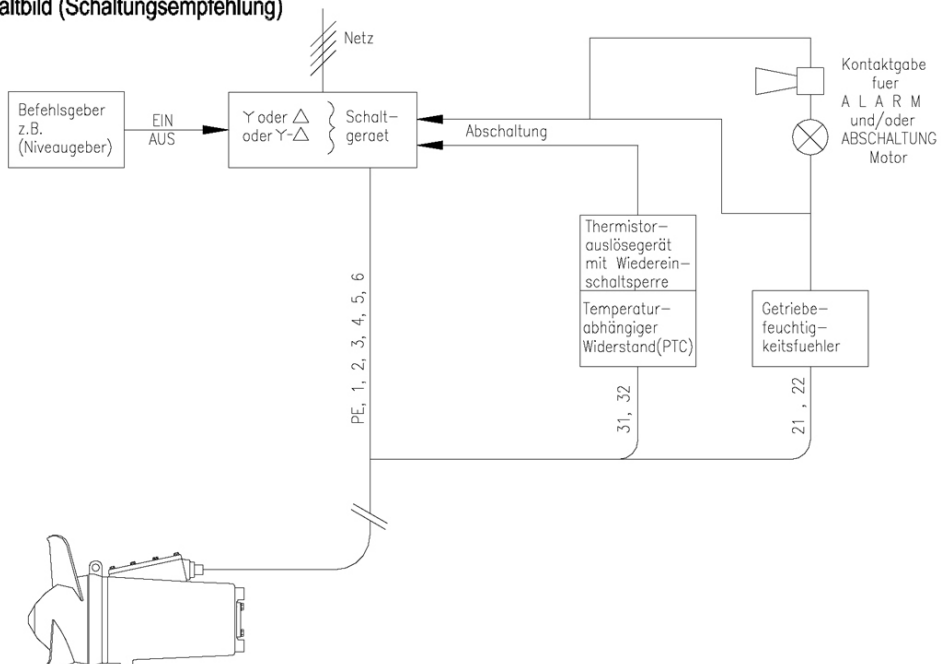 (Schaltungsempfehlung)
Netz
Befehlsgeber
z.B.
(Niveaugeber)
EIN
AUS
Y oder △
oder Y-△
Schalt-
geraet
Abschaltung
Kontaktgabe
fuer
A L A R M
und/oder
ABSCHALTUNG
Motor
Thermistor-
auslösegerät
mit Wiederein-
schaltsperre
Temperatur-
abhängiger
Widerstand(PTC)
Getriebe-
feuchtig-
keitsfuehler
PE, 1, 2, 3, 4, 5, 6
31, 32
21 , 22